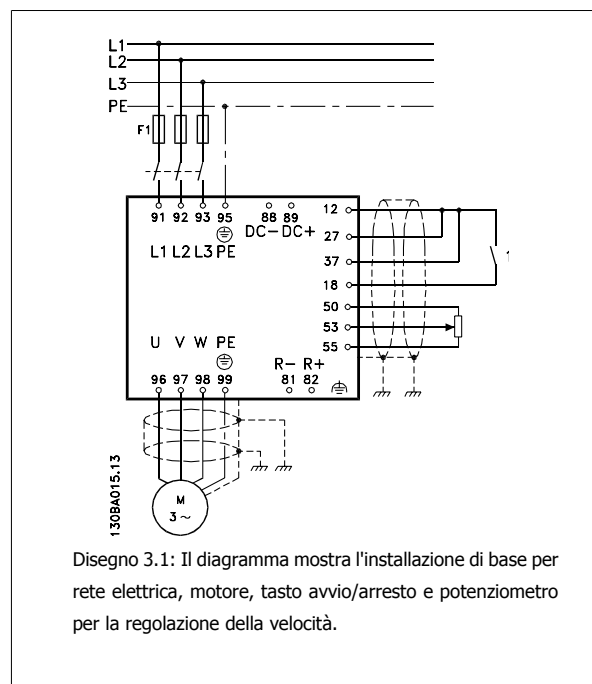 L1
L2
L3
PE
F1
91 92 93 95 88 89
DC- DC+
L1 L2 L3 PE
12
27
37
18
50
53
55
U V W PE
R- R+
96 97 98 99 81 82
M
3 ~
130BA015.13
Disegno 3.1: Il diagramma mostra l'installazione di base per
rete elettrica, motore, tasto avvio/arresto e potenziometro
per la regolazione della velocità.